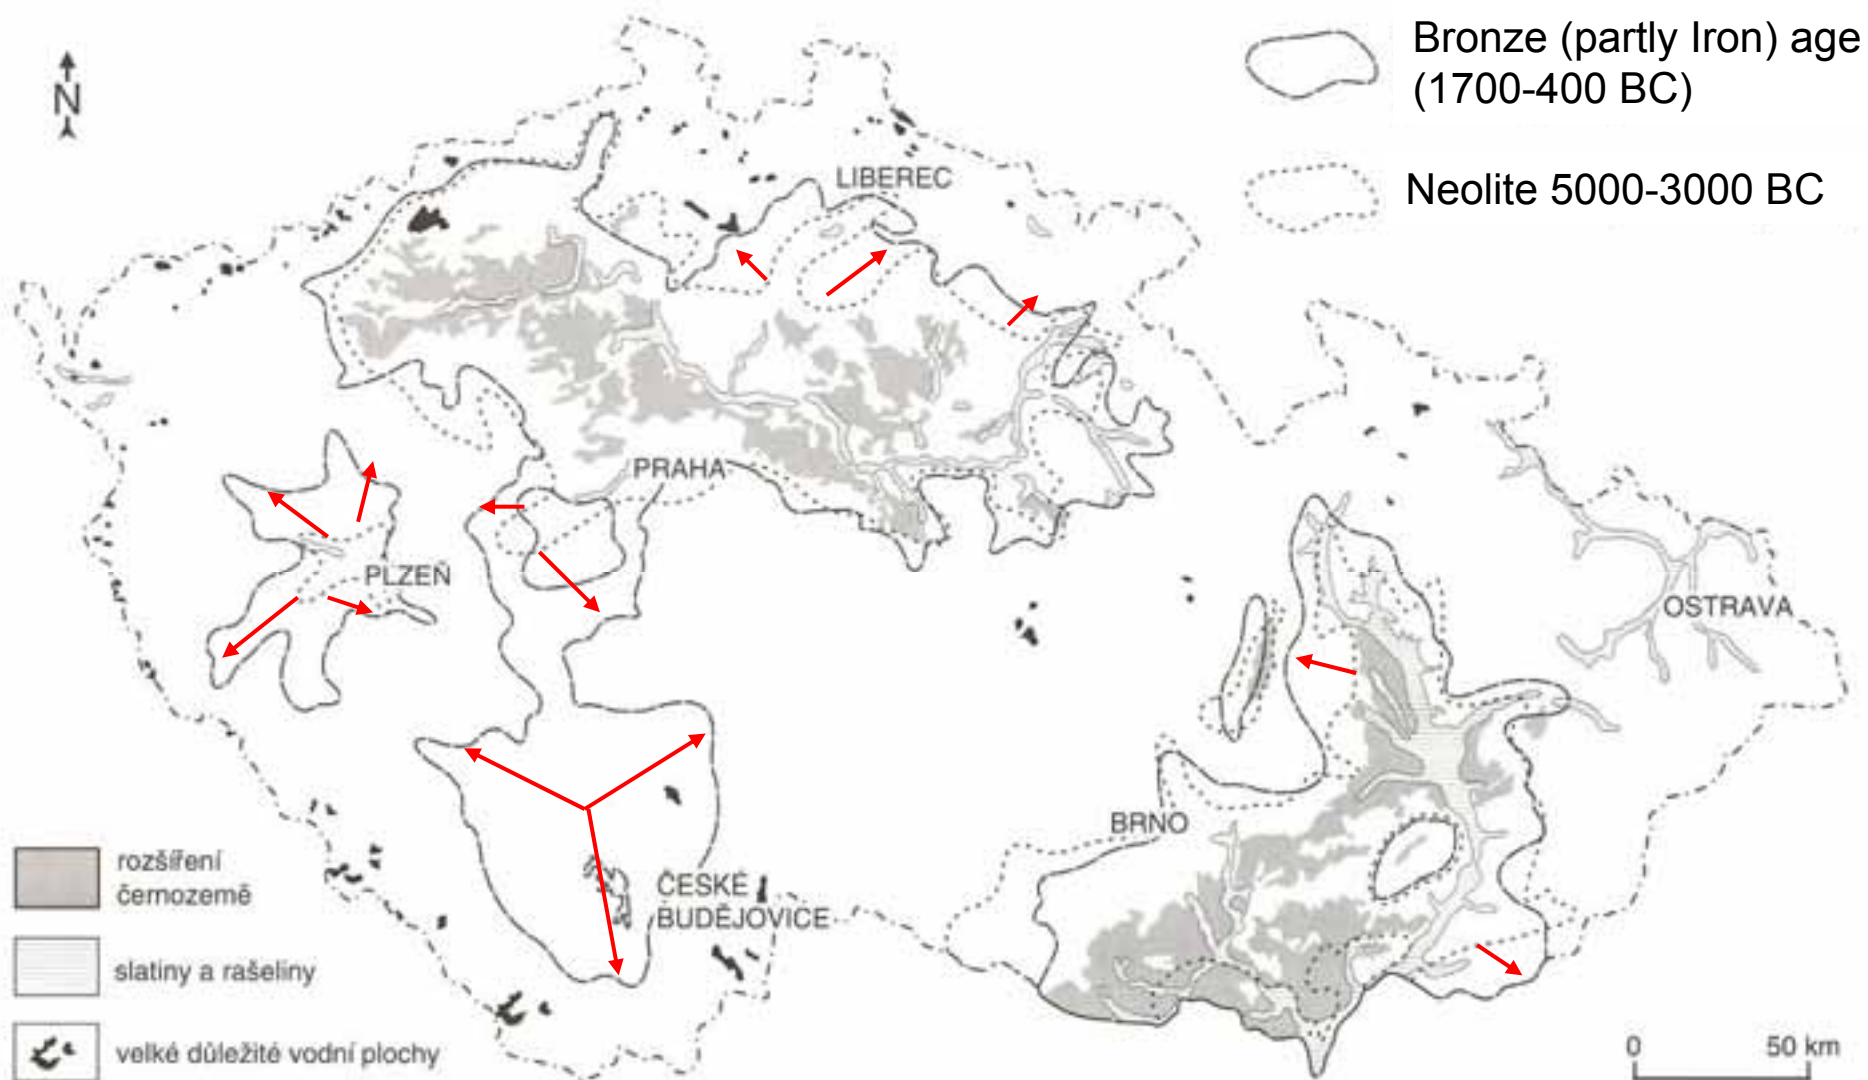 Bronze (partly Iron) age
(1700-400 BC)
Neolite 5000-3000 BC
N
LIBEREC
PRAHA
PLZEŇ
OSTRAVA
BRNO
ČESKÉ
BUDĚJOVICE
rozšíření
černozemě
slatiny a rašeliny
velké důležité vodní plochy
0 50 km